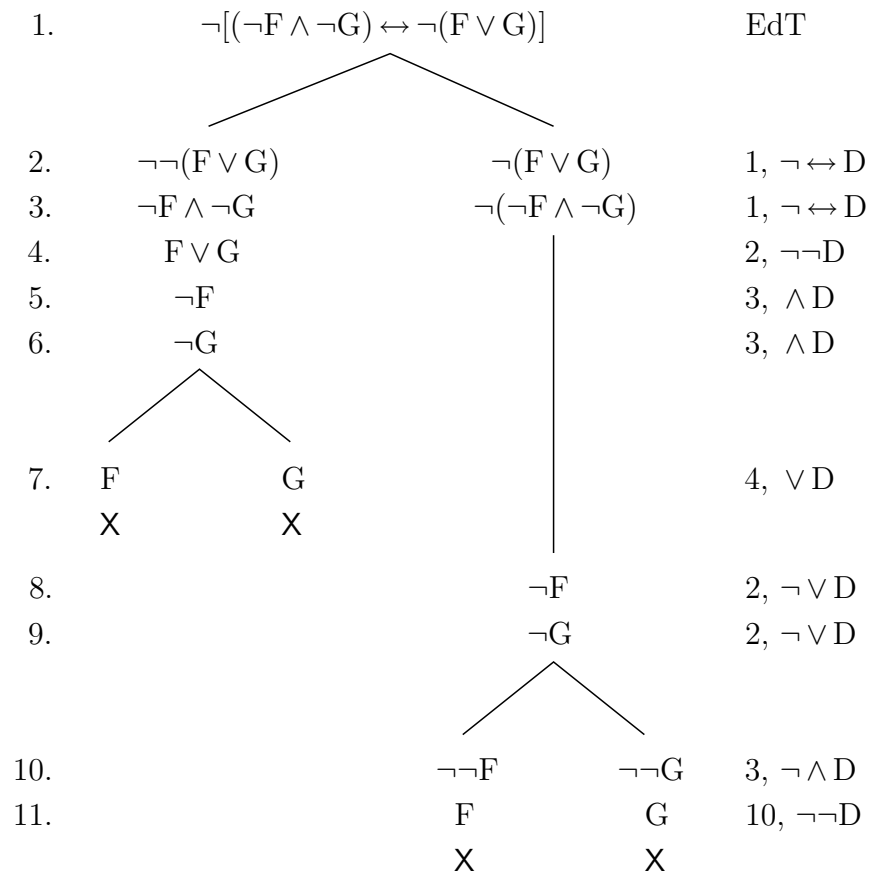 1. ¬[(¬F ∧ ¬G) ↔ ¬(F ∨ G)] EdT
2. ¬¬(F ∨ G) ¬(F ∨ G) 1, ¬ ↔ D
3. ¬F ∧ ¬G ¬(¬F ∧ ¬G) 1, ¬ ↔ D
4. F ∨ G 2, ¬¬D
5. ¬F 3, ∧ D
6. ¬G 3, ∧ D
7. F G 4, ∨ D
X X
8. ¬F 2, ¬ ∨ D
9. ¬G 2, ¬ ∨ D
10. ¬¬F ¬¬G 3, ¬ ∧ D
11. F G 10, ¬¬D
X X